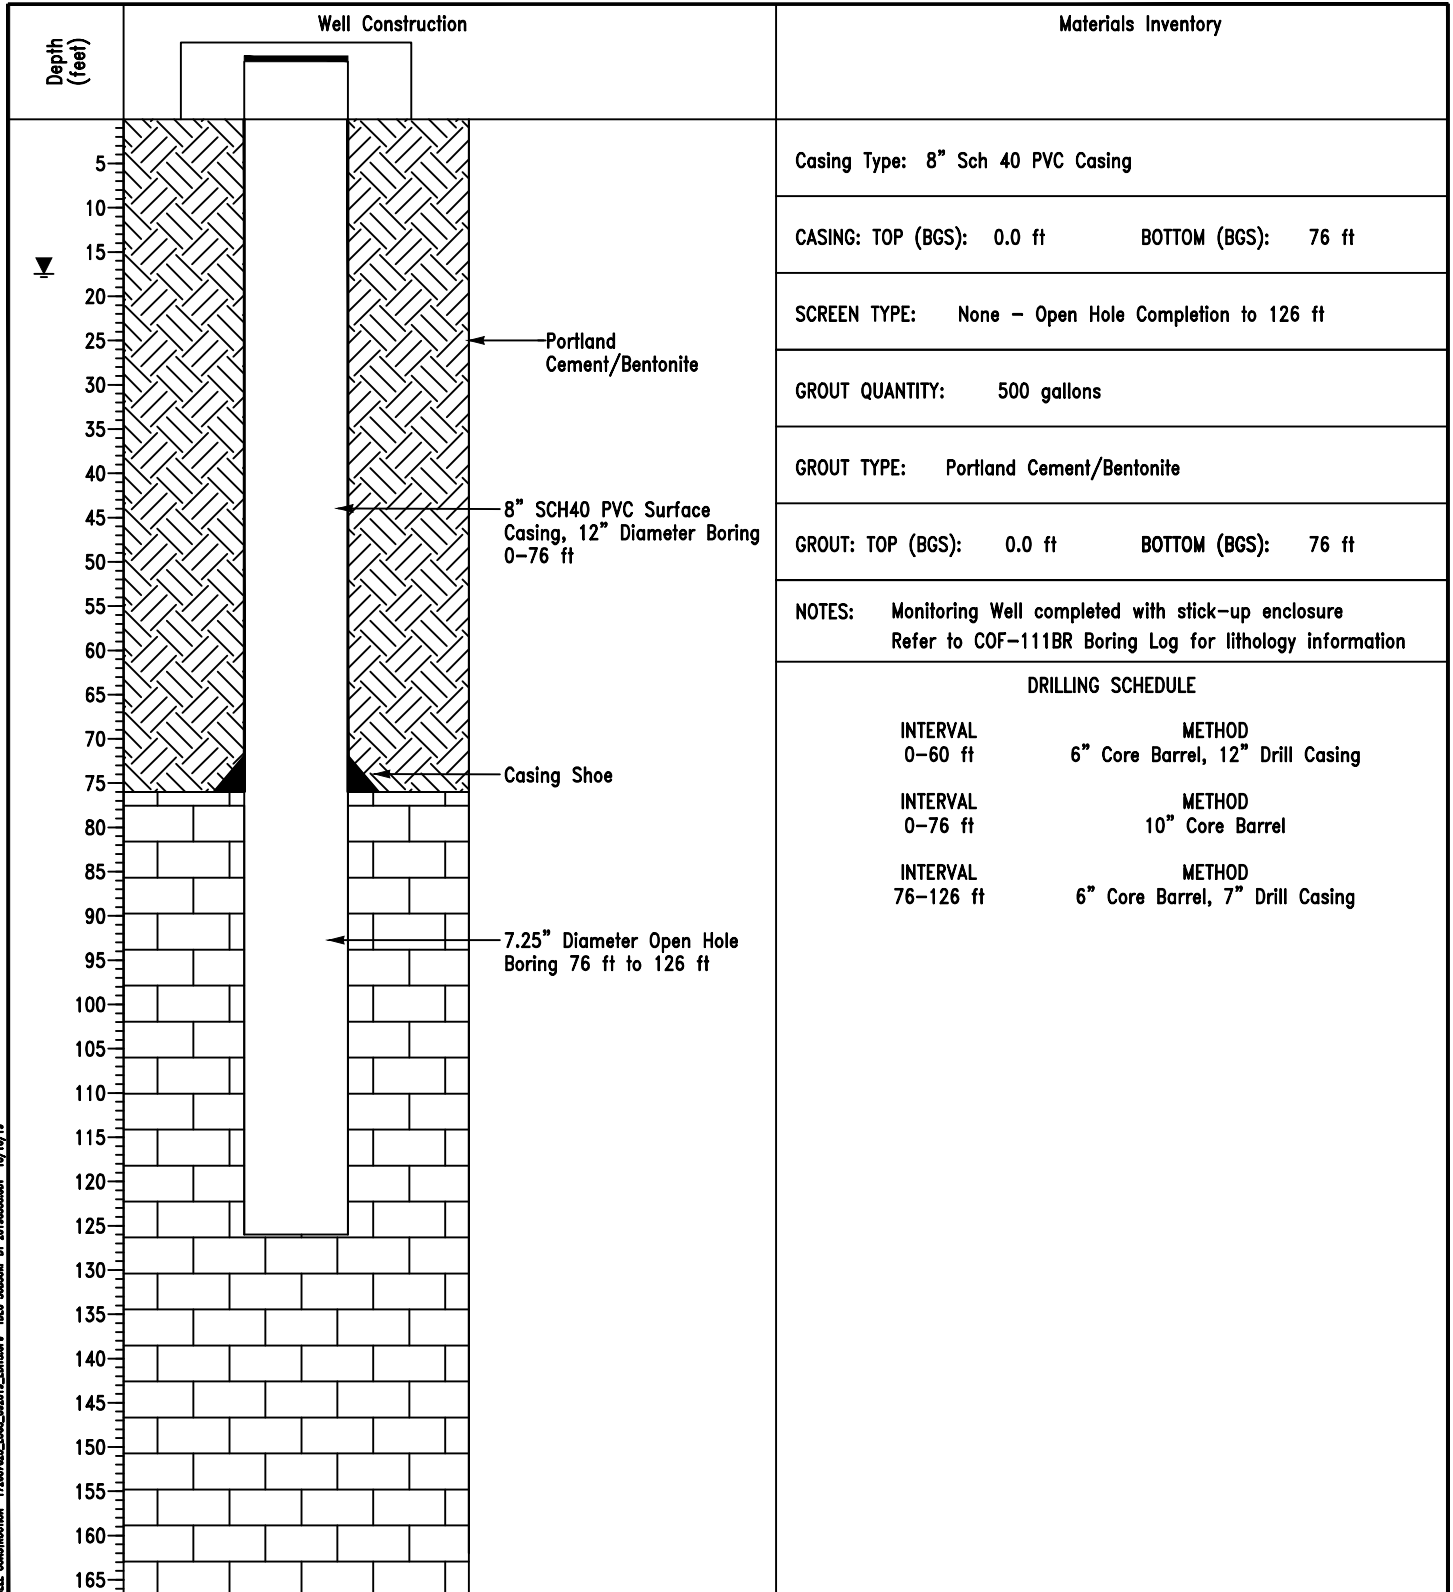 Well Construction
Materials Inventory
Depth
(feet)
5
10
15
20
25
30
35
40
45
50
55
60
65
70
75
80
85
90
95
100
105
110
115
120
125
130
135
140
145
150
155
160
165
Portland
Cement/Bentonite
8” SCH40 PVC Surface
Casing, 12” Diameter Boring
0–76 ft
Casing Shoe
7.25” Diameter Open Hole
Boring 76 ft to 126 ft
Casing Type: 8” Sch 40 PVC Casing
CASING: TOP (BGS): 0.0 ft BOTTOM (BGS): 76 ft
SCREEN TYPE: None – Open Hole Completion to 126 ft
GROUT QUANTITY: 500 gallons
GROUT TYPE: Portland Cement/Bentonite
GROUT: TOP (BGS): 0.0 ft BOTTOM (BGS): 76 ft
NOTES: Monitoring Well completed with stick–up enclosure
Refer to COF–111BR Boring Log for lithology information
DRILLING SCHEDULE
INTERVAL METHOD
0–60 ft 6” Core Barrel, 12” Drill Casing
INTERVAL METHOD
0–76 ft 10” Core Barrel
INTERVAL METHOD
76–126 ft 6” Core Barrel, 7” Drill Casing